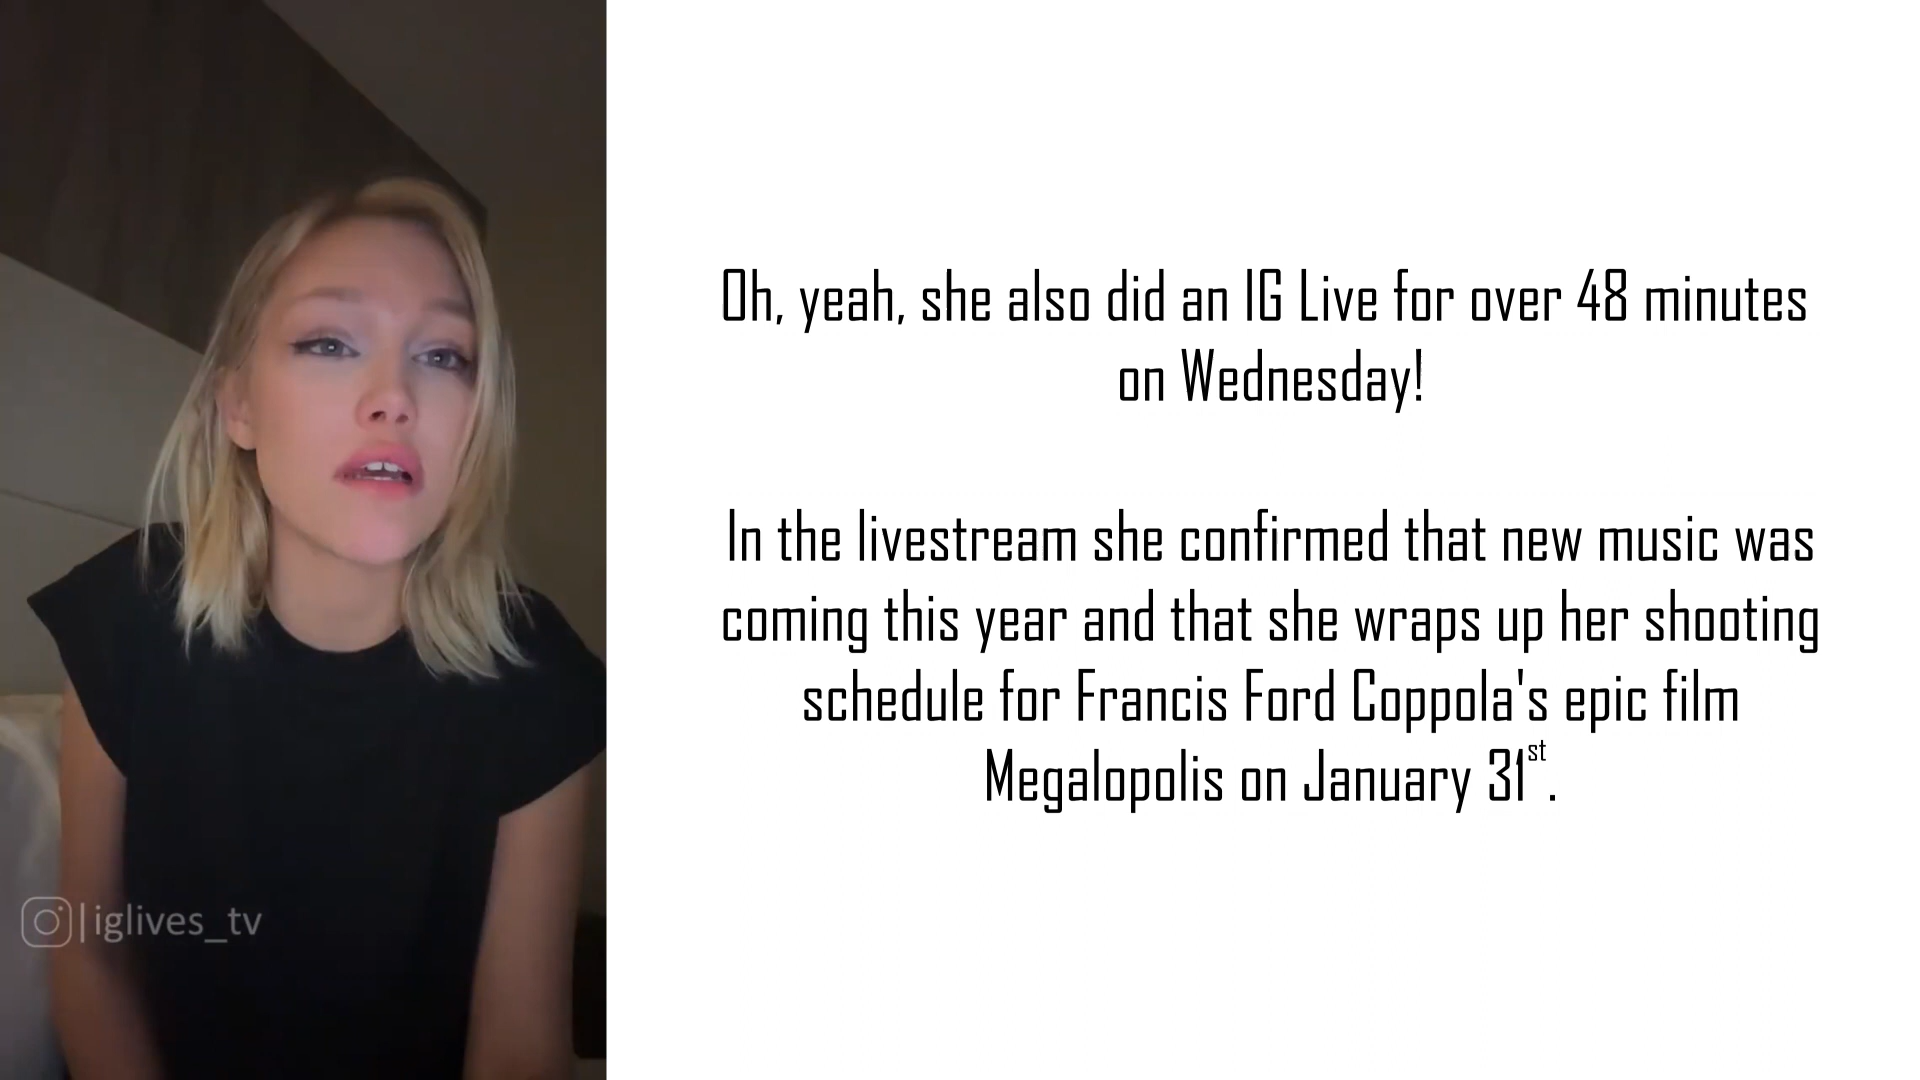 Oh, yeah, she also did an IG Live for over 48 minutes
on Wednesday!
In the livestream she confirmed that new music was
coming this year and that she wraps up her shooting
schedule for Francis Ford Coppola's epic film
Megalopolis on January 31st.
|iglives_tv